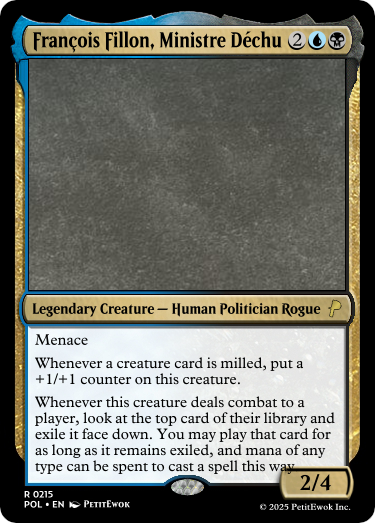 François Fillon, Ministre Déchu 2
Legendary Creature — Human Politician Rogue
Menace
Whenever a creature card is milled, put a
+1/+1 counter on this creature.
Whenever this creature deals combat to a
player, look at the top card of their library and
exile it face down. You may play that card for
as long as it remains exiled, and mana of any
type can be spent to cast a spell this way.
2/4
R 0215
POL • EN PetitEwok
© 2025 PetitEwok Inc.